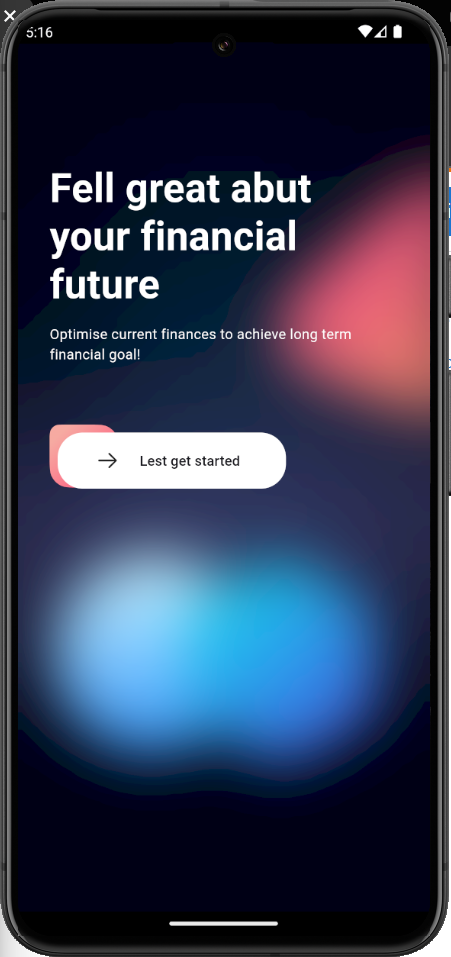 5:16
Fell great abut
your financial
future
Optimise current finances to achieve long term
financial goal!
Lest get started